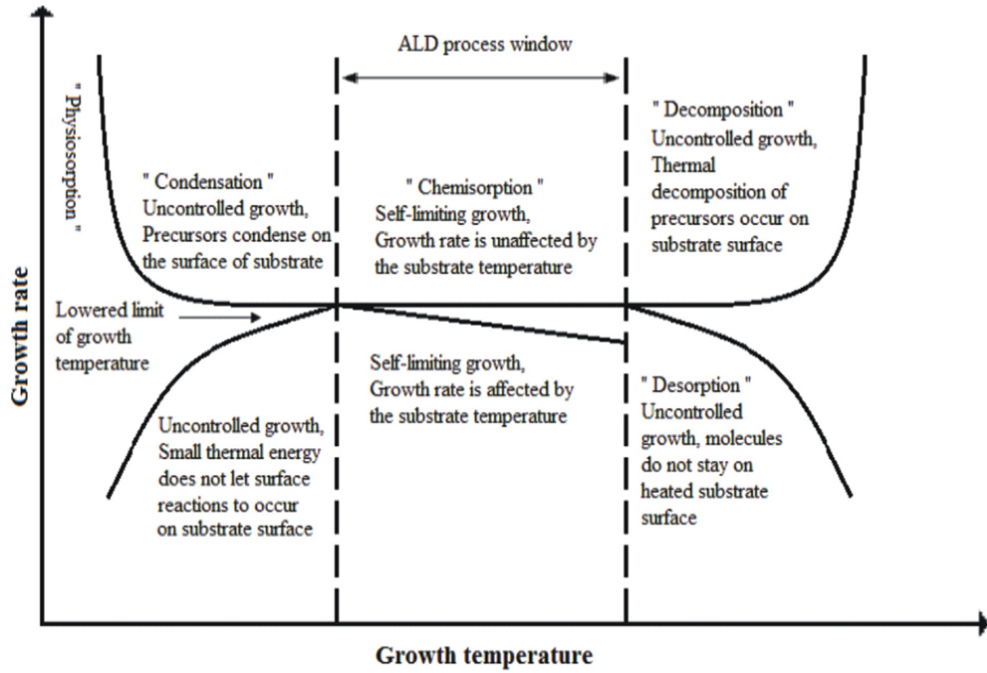 ALD process window
" Physiosorption "
" Condensation "
Uncontrolled growth,
Precursors condense on
the surface of substrate
" Chemisorption "
Self-limiting growth,
Growth rate is unaffected by
the substrate temperature
" Decomposition "
Uncontrolled growth,
Thermal
decomposition of
precursors occur on
substrate surface
Lowered limit
of growth
temperature
Uncontrolled growth,
Small thermal energy
does not let surface
reactions to occur
on substrate surface
Self-limiting growth,
Growth rate is affected by
the substrate temperature
" Desorption "
Uncontrolled
growth, molecules
do not stay on
heated substrate
surface
Growth rate
Growth temperature